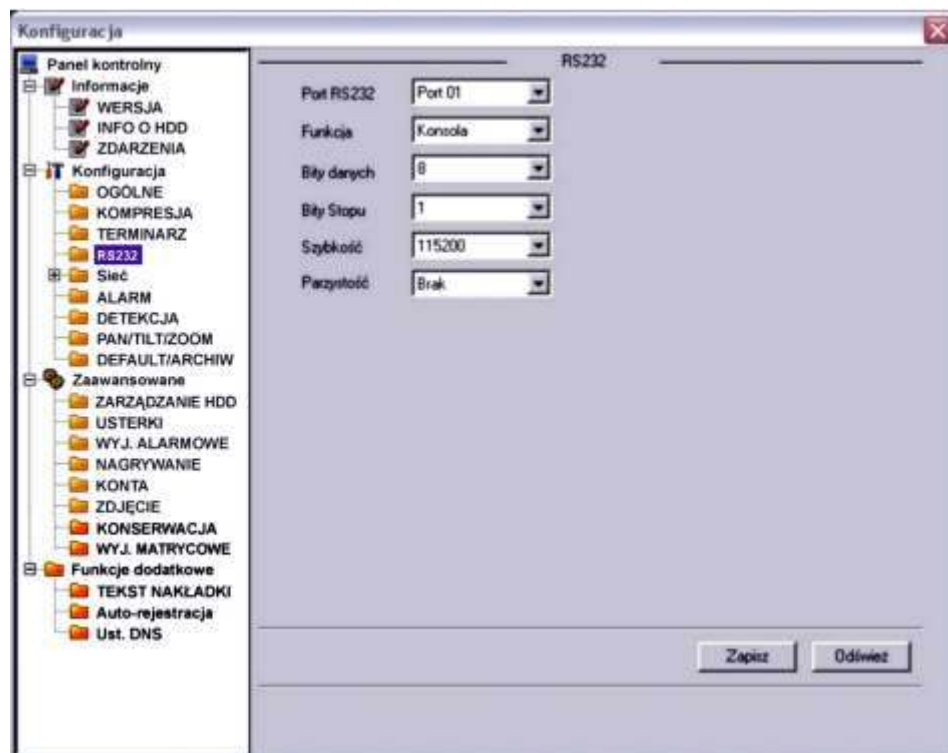 Konfiguracja
Panel kontrolny
Informacje
WERSJA
INFO O HDD
ZDARZENIA
Konfiguracja
OGÓLNE
KOMPRESJA
TERMINARZ
RS232
Sieć
ALARM
DETEKCJA
PAN/TILT/ZOOM
DEFAULT/ARCHIW
Zaawansowane
ZARZĄDZANIE HDD
USTERKI
WYJ. ALARMOWE
NAGRYWANIE
KONTA
ZDJĘCIE
KONSERWACJA
WYJ. MATRYCOWE
Funkcje dodatkowe
TEKST NAKŁADKI
Auto-rejestracja
Ust. DNS
RS232
Port RS232 Port 01
Funkcja Konsola
Bity danych 8
Bity Stopu 1
Szybkość 115200
Parzystość Brak
Zapisz Odśwież